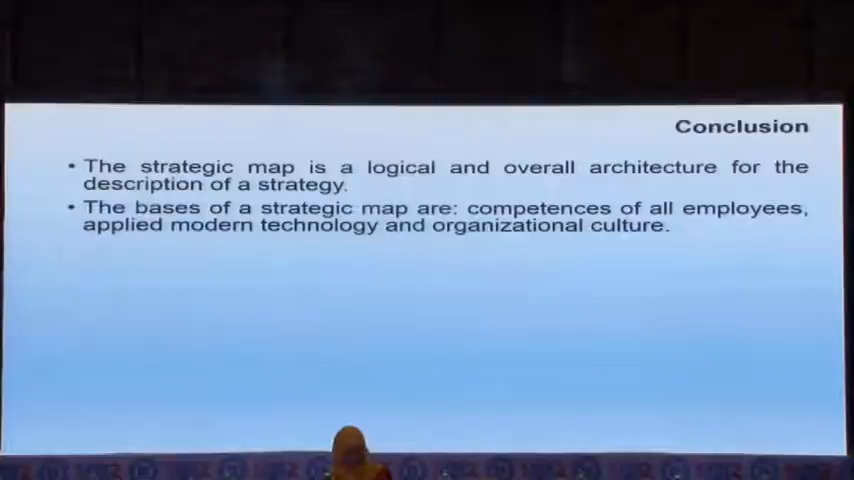 Conclusion
• The strategic map is a logical and overall architecture for the
description of a strategy.
• The bases of a strategic map are: competences of all employees,
applied modern technology and organizational culture.